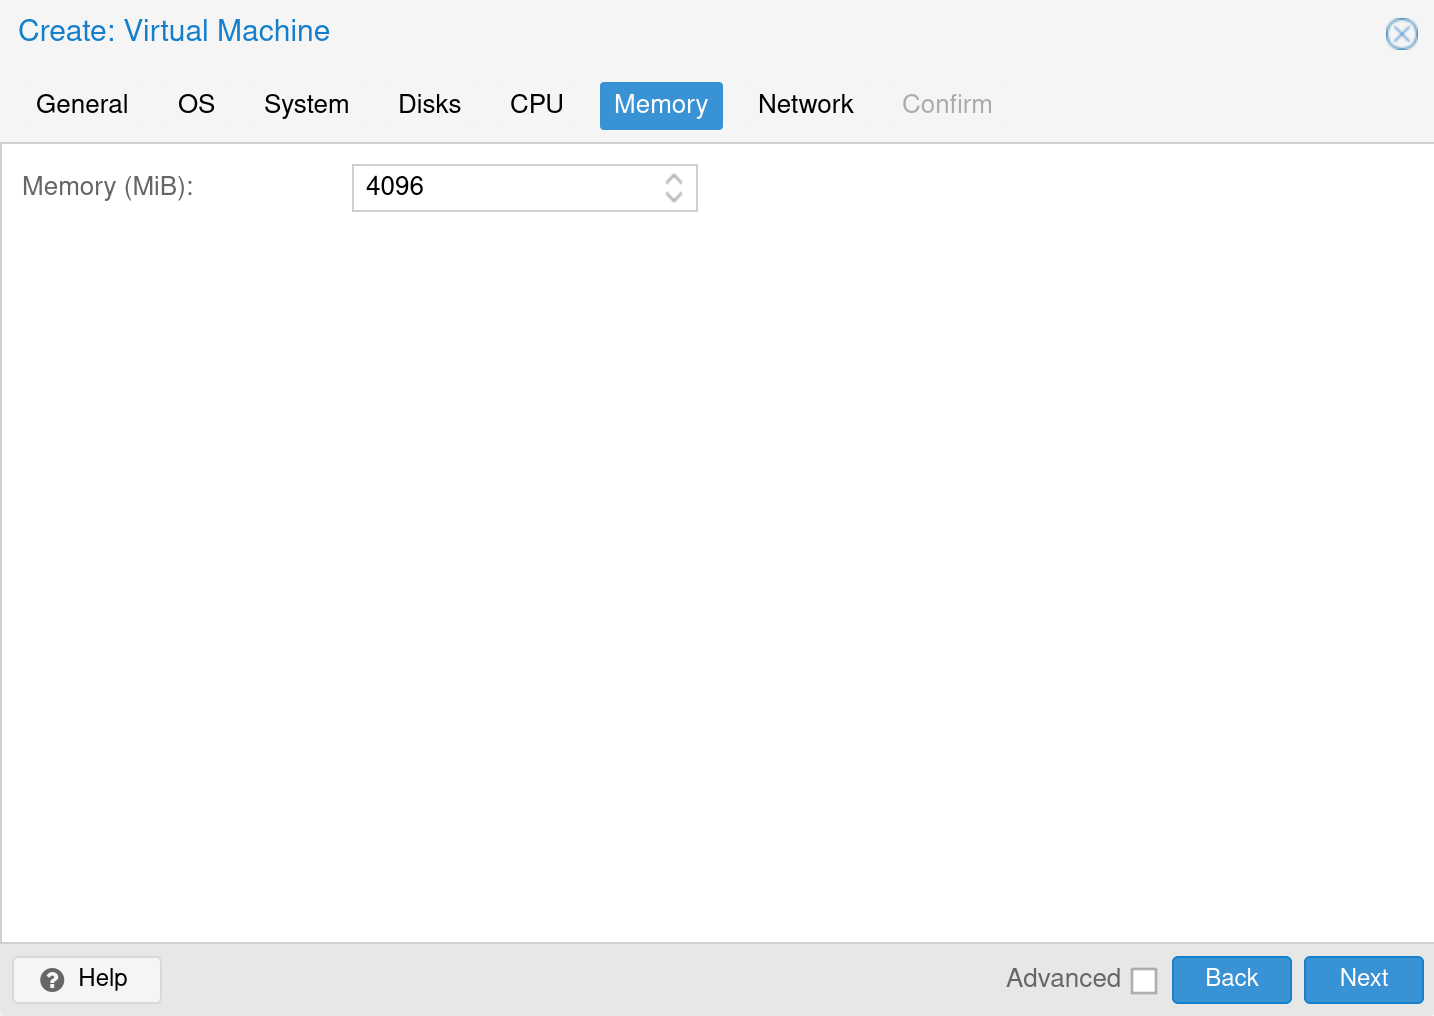 Create: Virtual Machine
General OS System Disks CPU Memory Network Confirm
Memory (MiB): 4096
Help Advanced Back Next